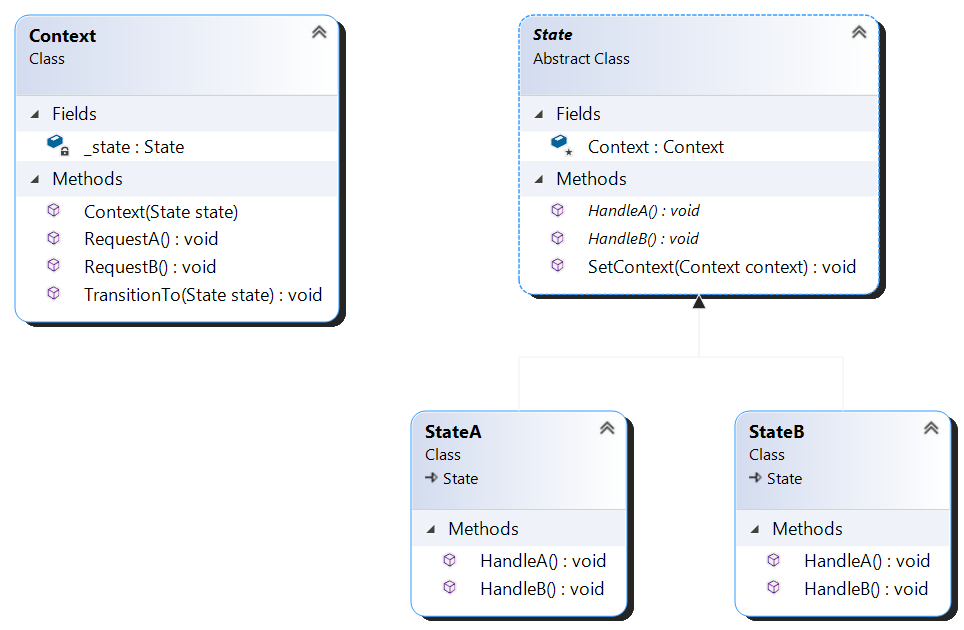 Context
Class
Fields
_state : State
Methods
Context(State state)
RequestA() : void
RequestB() : void
TransitionTo(State state) : void
State
Abstract Class
Fields
Context : Context
Methods
HandleA() : void
HandleB() : void
SetContext(Context context) : void
StateA
Class
State
Methods
HandleA() : void
HandleB() : void
StateB
Class
State
Methods
HandleA() : void
HandleB() : void